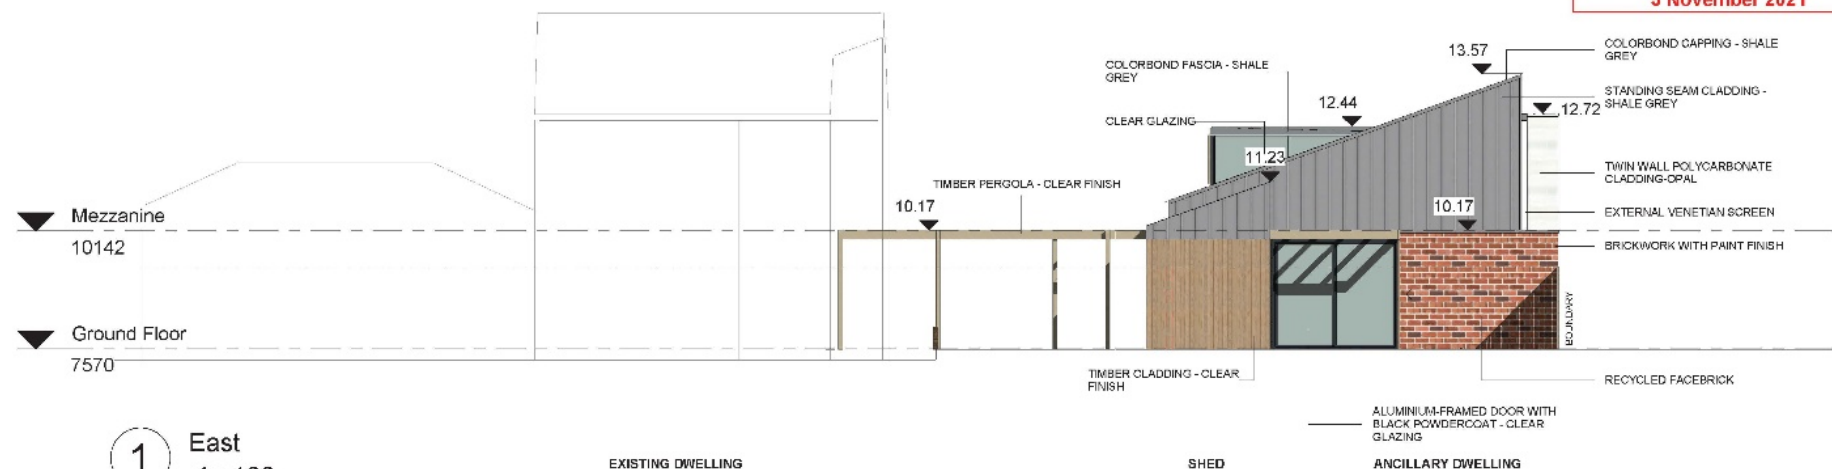 5 November 2021
13.57
COLORBOND CAPPING - SHALE
GREY
COLORBOND FASCIA - SHALE
GREY
STANDING SEAM CLADDING -
SHALE GREY
12.44
12.72
CLEAR GLAZING
11.23
TWIN WALL POLYCARBONATE
CLADDING-OPAL
TIMBER PERGOLA - CLEAR FINISH
Mezzanine
10142
10.17
10.17
EXTERNAL VENETIAN SCREEN
BRICKWORK WITH PAINT FINISH
BOUNDARY
Ground Floor
7570
TIMBER CLADDING - CLEAR
FINISH
RECYCLED FACEBRICK
ALUMINIUM-FRAMED DOOR WITH
BLACK POWDERCOAT - CLEAR
GLAZING
1
East
EXISTING DWELLING
SHED
ANCILLARY DWELLING